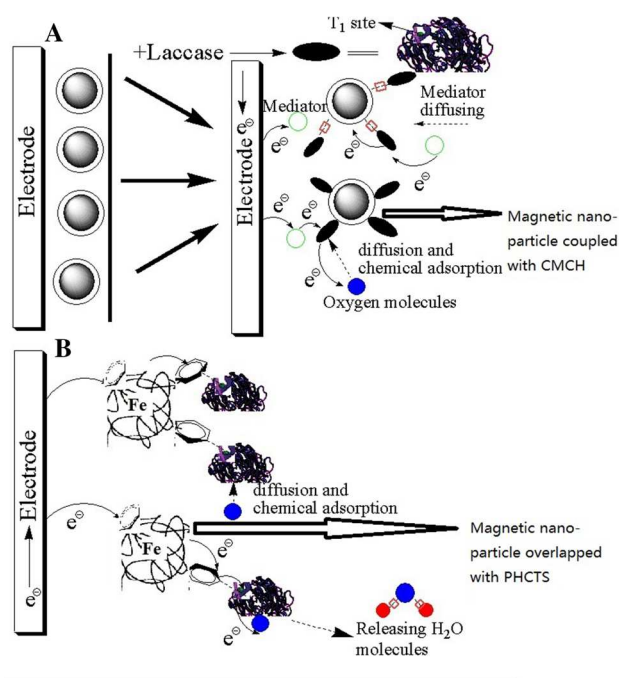 A
T1 site
+Laccase
Electrode
Electrode
e⊖
Mediator
e⊖
Mediator
diffusing
e⊖
e⊖
e⊖
e⊖
Magnetic nano-
particle coupled
with CMCH
diffusion and
chemical adsorption
e⊖
Oxygen molecules
B
Electrode
e⊖
Fe
diffusion and
chemical adsorption
e⊖
Fe
e⊖
Magnetic nano-
particle overlapped
with PHCTS
e⊖
Releasing H2O
molecules